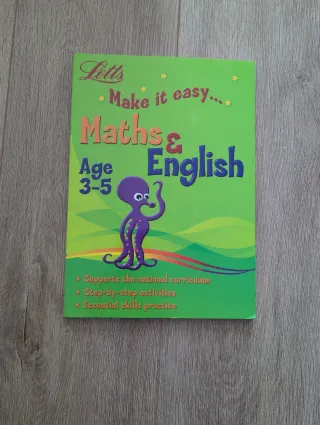 Letts
Make it easy...
Maths
& English
Age
3-5
Supports the national curriculum
Step-by-step activities
Essential skills practice